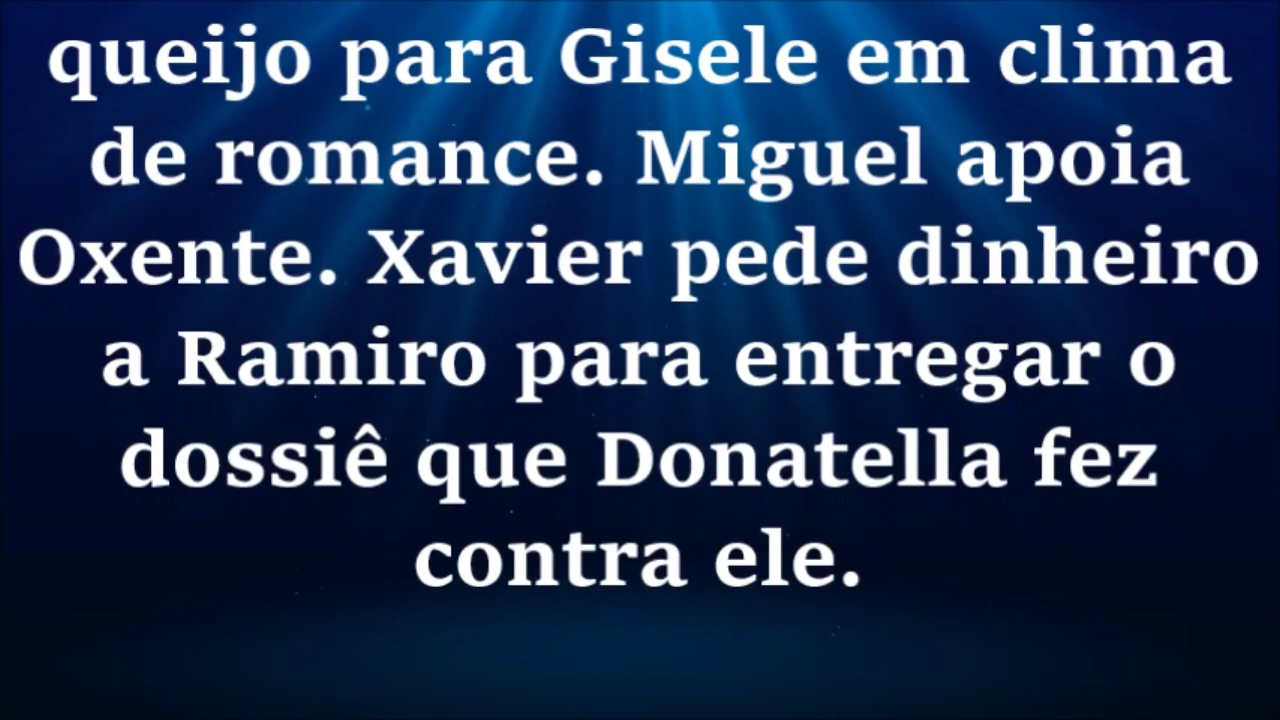 queijo para Gisele em clima
de romance. Miguel apoia
Oxente. Xavier pede dinheiro
a Ramiro para entregar o
dossiê que Donatella fez
contra ele.